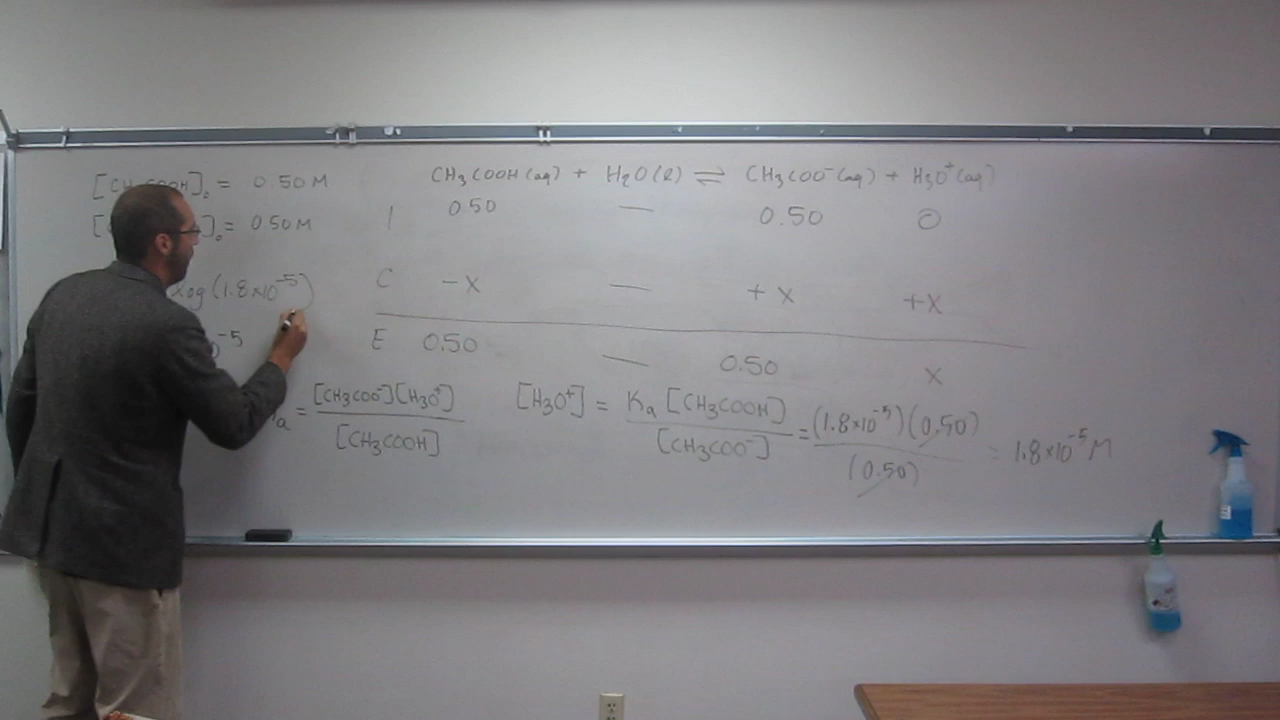 [CH₃COOH]₀ = 0.50 M
]₀ = 0.50 M
log (1.8×10⁻⁵)
⁻⁵
CH₃COOH (aq) + H₂O (l) ⇌ CH₃COO⁻ (aq) + H₃O⁺ (aq)
I 0.50 — 0.50 0
C -x — +x +x
E 0.50 — 0.50 x
a = [CH₃COO⁻][H₃O⁺] / [CH₃COOH]
[H₃O⁺] = Kₐ [CH₃COOH] / [CH₃COO⁻] = (1.8×10⁻⁵)(0.50) / (0.50) = 1.8×10⁻⁵ M